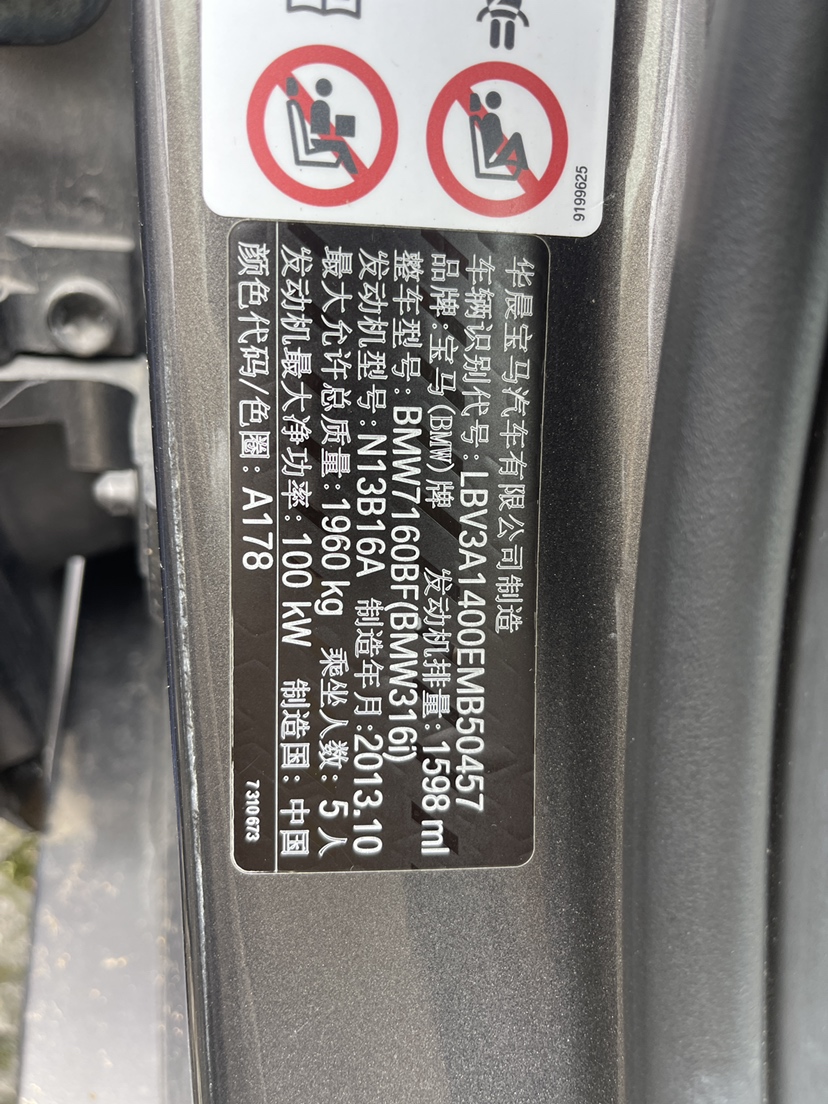 9199625
华晨宝马汽车有限公司制造
车辆识别代号:LBV3A1400EMB50457
品牌:宝马(BMW)牌 发动机排量:1598 ml
整车型号:BMW7160BF(BMW316i)
发动机型号:N13B16A 制造年月:2013.10
最大允许总质量:1960 kg 乘坐人数:5人
发动机最大净功率:100 kW 制造国:中国
颜色代码/色圈:A178
7 310 673